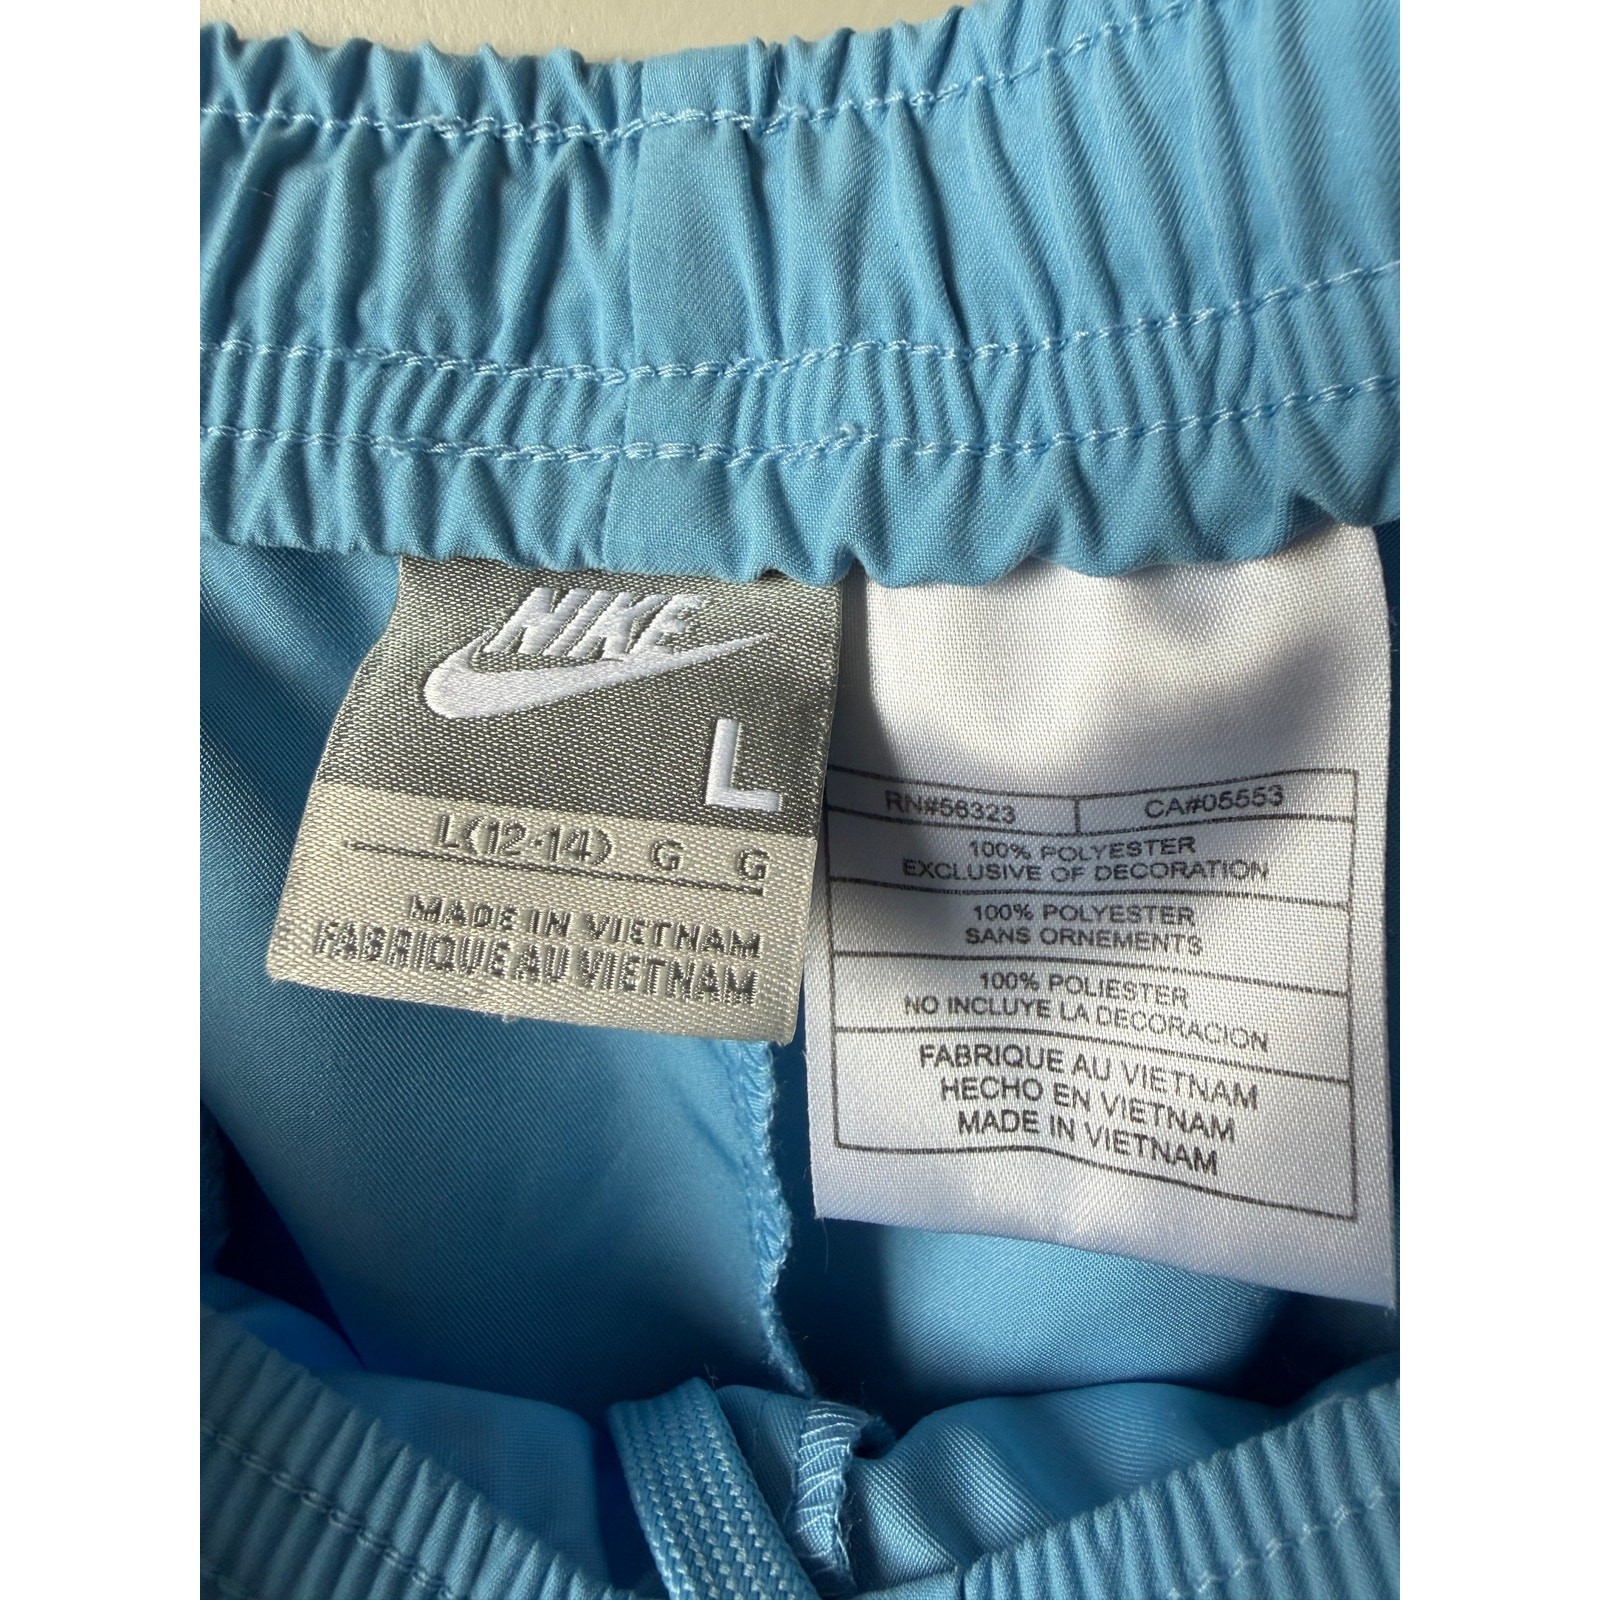 NIKE
L
L(12-14) G G
MADE IN VIETNAM
FABRIQUE AU VIETNAM
RN#56323 CA#05553
100% POLYESTER
EXCLUSIVE OF DECORATION
100% POLYESTER
SANS ORNEMENTS
100% POLIESTER
NO INCLUYE LA DECORACION
FABRIQUE AU VIETNAM
HECHO EN VIETNAM
MADE IN VIETNAM